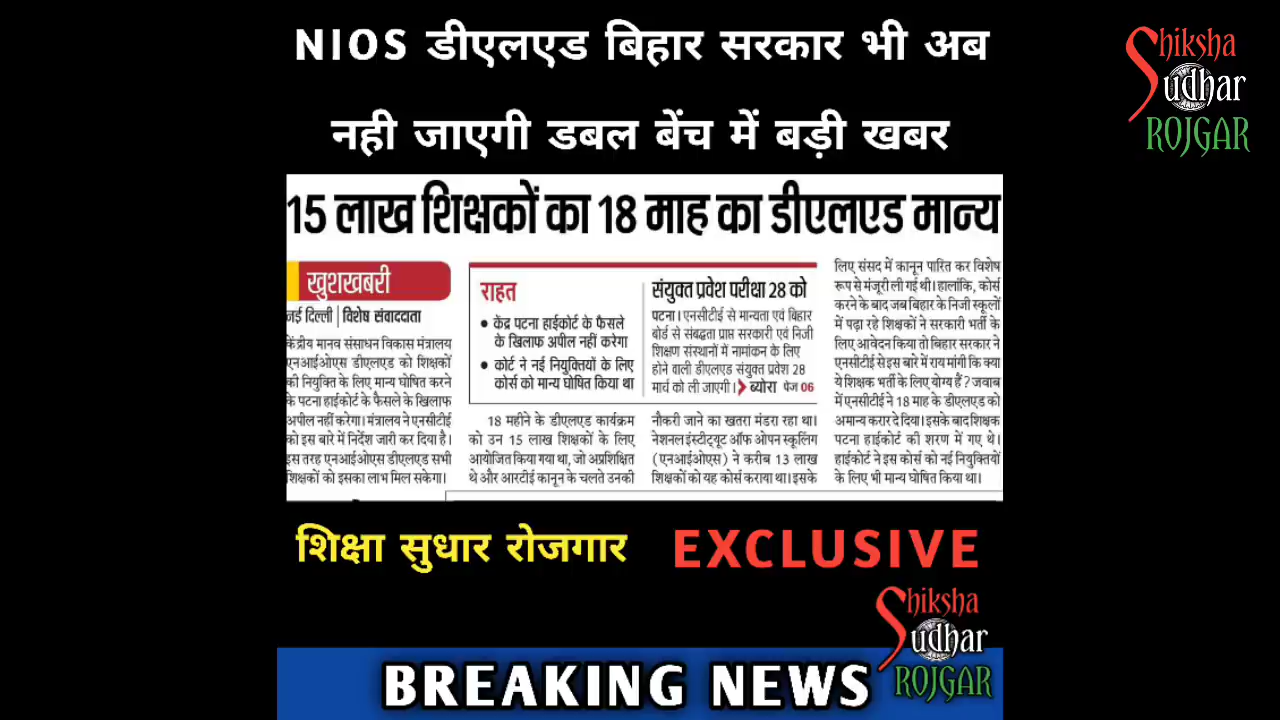 NIOS डीएलएड बिहार सरकार भी अब
नही जाएगी डबल बेंच में बड़ी खबर
Shiksha
Sudhar
ROJGAR
15 लाख शिक्षकों का 18 माह का डीएलएड मान्य
खुशखबरी
नई दिल्ली | विशेष संवाददाता
केंद्रीय मानव संसाधन विकास मंत्रालय
एनआईओएस डीएलएड को शिक्षकों
की नियुक्ति के लिए मान्य घोषित करने
के पटना हाईकोर्ट के फैसले के खिलाफ
अपील नहीं करेगा। मंत्रालय ने एनसीटीई
को इस बारे में निर्देश जारी कर दिया है।
इस तरह एनआईओएस डीएलएड सभी
शिक्षकों को इसका लाभ मिल सकेगा।
राहत
• केंद्र पटना हाईकोर्ट के फैसले
के खिलाफ अपील नहीं करेगा
• कोर्ट ने नई नियुक्तियों के लिए
कोर्स को मान्य घोषित किया था
संयुक्त प्रवेश परीक्षा 28 को
पटना। एनसीटीई से मान्यता एवं बिहार
बोर्ड से संबद्धता प्राप्त सरकारी एवं निजी
शिक्षण संस्थानों में नामांकन के लिए
होने वाली डीएलएड संयुक्त प्रवेश 28
मार्च को ली जाएगी। ब्योरा पेज 06
18 महीने के डीएलएड कार्यक्रम
को उन 15 लाख शिक्षकों के लिए
आयोजित किया गया था, जो अप्रशिक्षित
थे और आरटीई कानून के चलते उनकी
नौकरी जाने का खतरा मंडरा रहा था।
नेशनल इंस्टीट्यूट ऑफ ओपन स्कूलिंग
(एनआईओएस) ने करीब 13 लाख
शिक्षकों को यह कोर्स कराया था। इसके
लिए संसद में कानून पारित कर विशेष
रूप से मंजूरी ली गई थी। हालांकि, कोर्स
करने के बाद जब बिहार के निजी स्कूलों
में पढ़ा रहे शिक्षकों ने सरकारी भर्ती के
लिए आवेदन किया तो बिहार सरकार ने
एनसीटीई से इस बारे में राय मांगी कि क्या
ये शिक्षक भर्ती के लिए योग्य हैं? जवाब
में एनसीटीई ने 18 माह के डीएलएड को
अमान्य करार दे दिया। इसके बाद शिक्षक
पटना हाईकोर्ट की शरण में गए थे।
हाईकोर्ट ने इस कोर्स को नई नियुक्तियों
के लिए भी मान्य घोषित किया था।
शिक्षा सुधार रोजगार EXCLUSIVE
Shiksha
Sudhar
ROJGAR
BREAKING NEWS